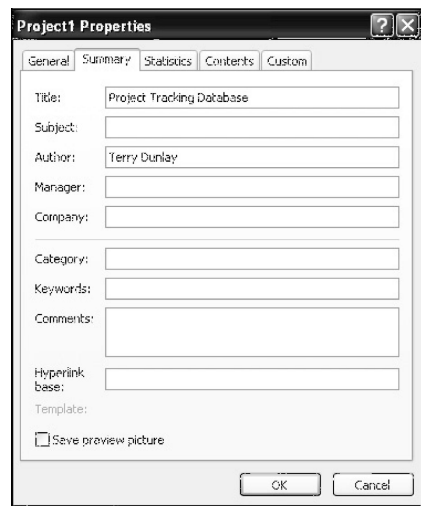 Project1 Properties
General Summary Statistics Contents Custom
Title: Project Tracking Database
Subject:
Author: Terry Dunlay
Manager:
Company:
Category:
Keywords:
Comments:
Hyperlink
base:
Template:
Save preview picture
OK Cancel